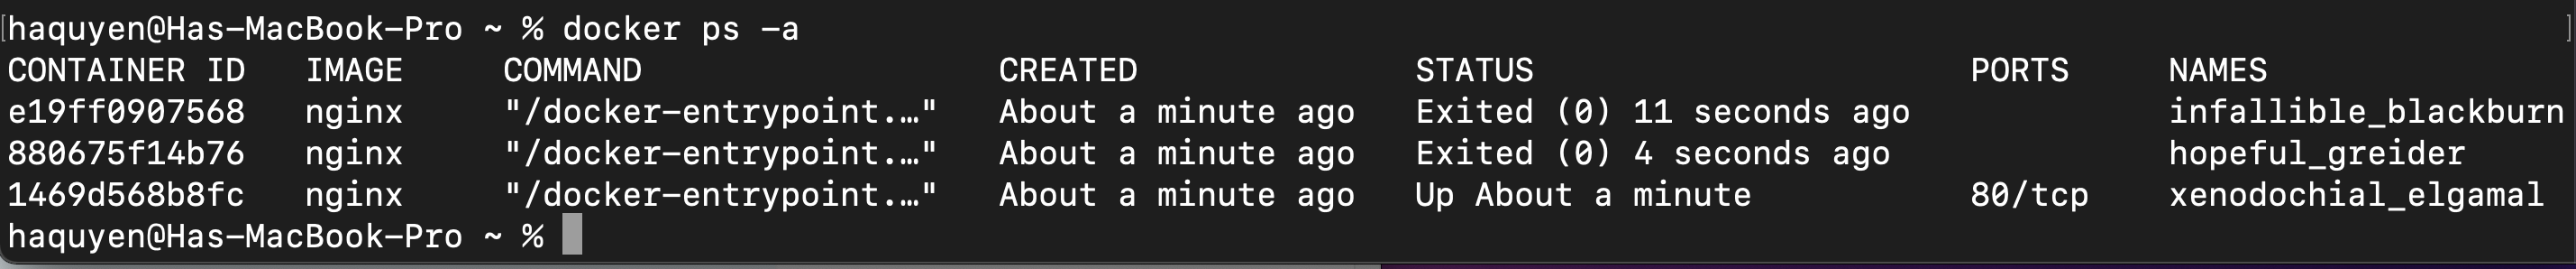 [haquyen@Has-MacBook-Pro ~ % docker ps -a ]
CONTAINER ID   IMAGE     COMMAND                  CREATED              STATUS                      PORTS     NAMES
e19ff0907568   nginx     "/docker-entrypoint.…"   About a minute ago   Exited (0) 11 seconds ago             infallible_blackburn
880675f14b76   nginx     "/docker-entrypoint.…"   About a minute ago   Exited (0) 4 seconds ago              hopeful_greider
1469d568b8fc   nginx     "/docker-entrypoint.…"   About a minute ago   Up About a minute           80/tcp    xenodochial_elgamal
haquyen@Has-MacBook-Pro ~ %